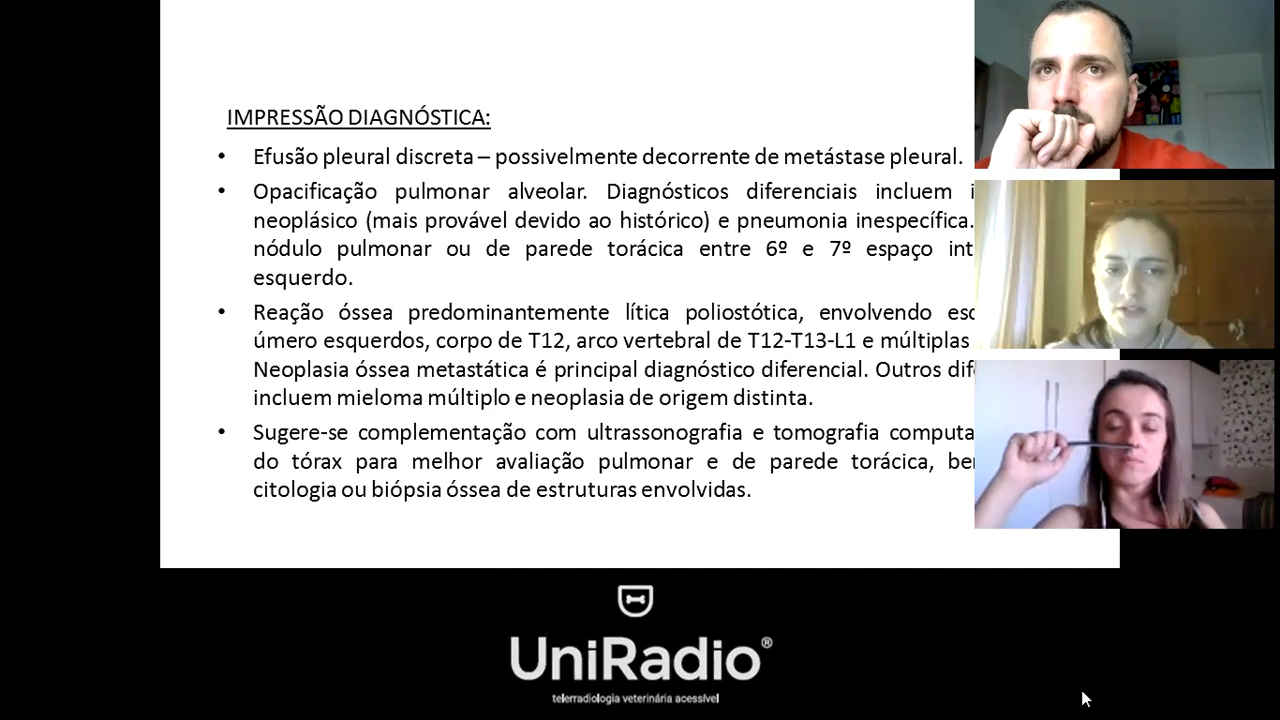 IMPRESSÃO DIAGNÓSTICA:
• Efusão pleural discreta – possivelmente decorrente de metástase pleural.
• Opacificação pulmonar alveolar. Diagnósticos diferenciais incluem
neoplásico (mais provável devido ao histórico) e pneumonia inespecífica.
nódulo pulmonar ou de parede torácica entre 6º e 7º espaço
esquerdo.
• Reação óssea predominantemente lítica poliostótica, envolvendo
úmero esquerdos, corpo de T12, arco vertebral de T12-T13-L1 e múltiplas
Neoplasia óssea metastática é principal diagnóstico diferencial. Outros
incluem mieloma múltiplo e neoplasia de origem distinta.
• Sugere-se complementação com ultrassonografia e tomografia
do tórax para melhor avaliação pulmonar e de parede torácica,
citologia ou biópsia óssea de estruturas envolvidas.
UniRadio®
telerradiologia veterinária acessível